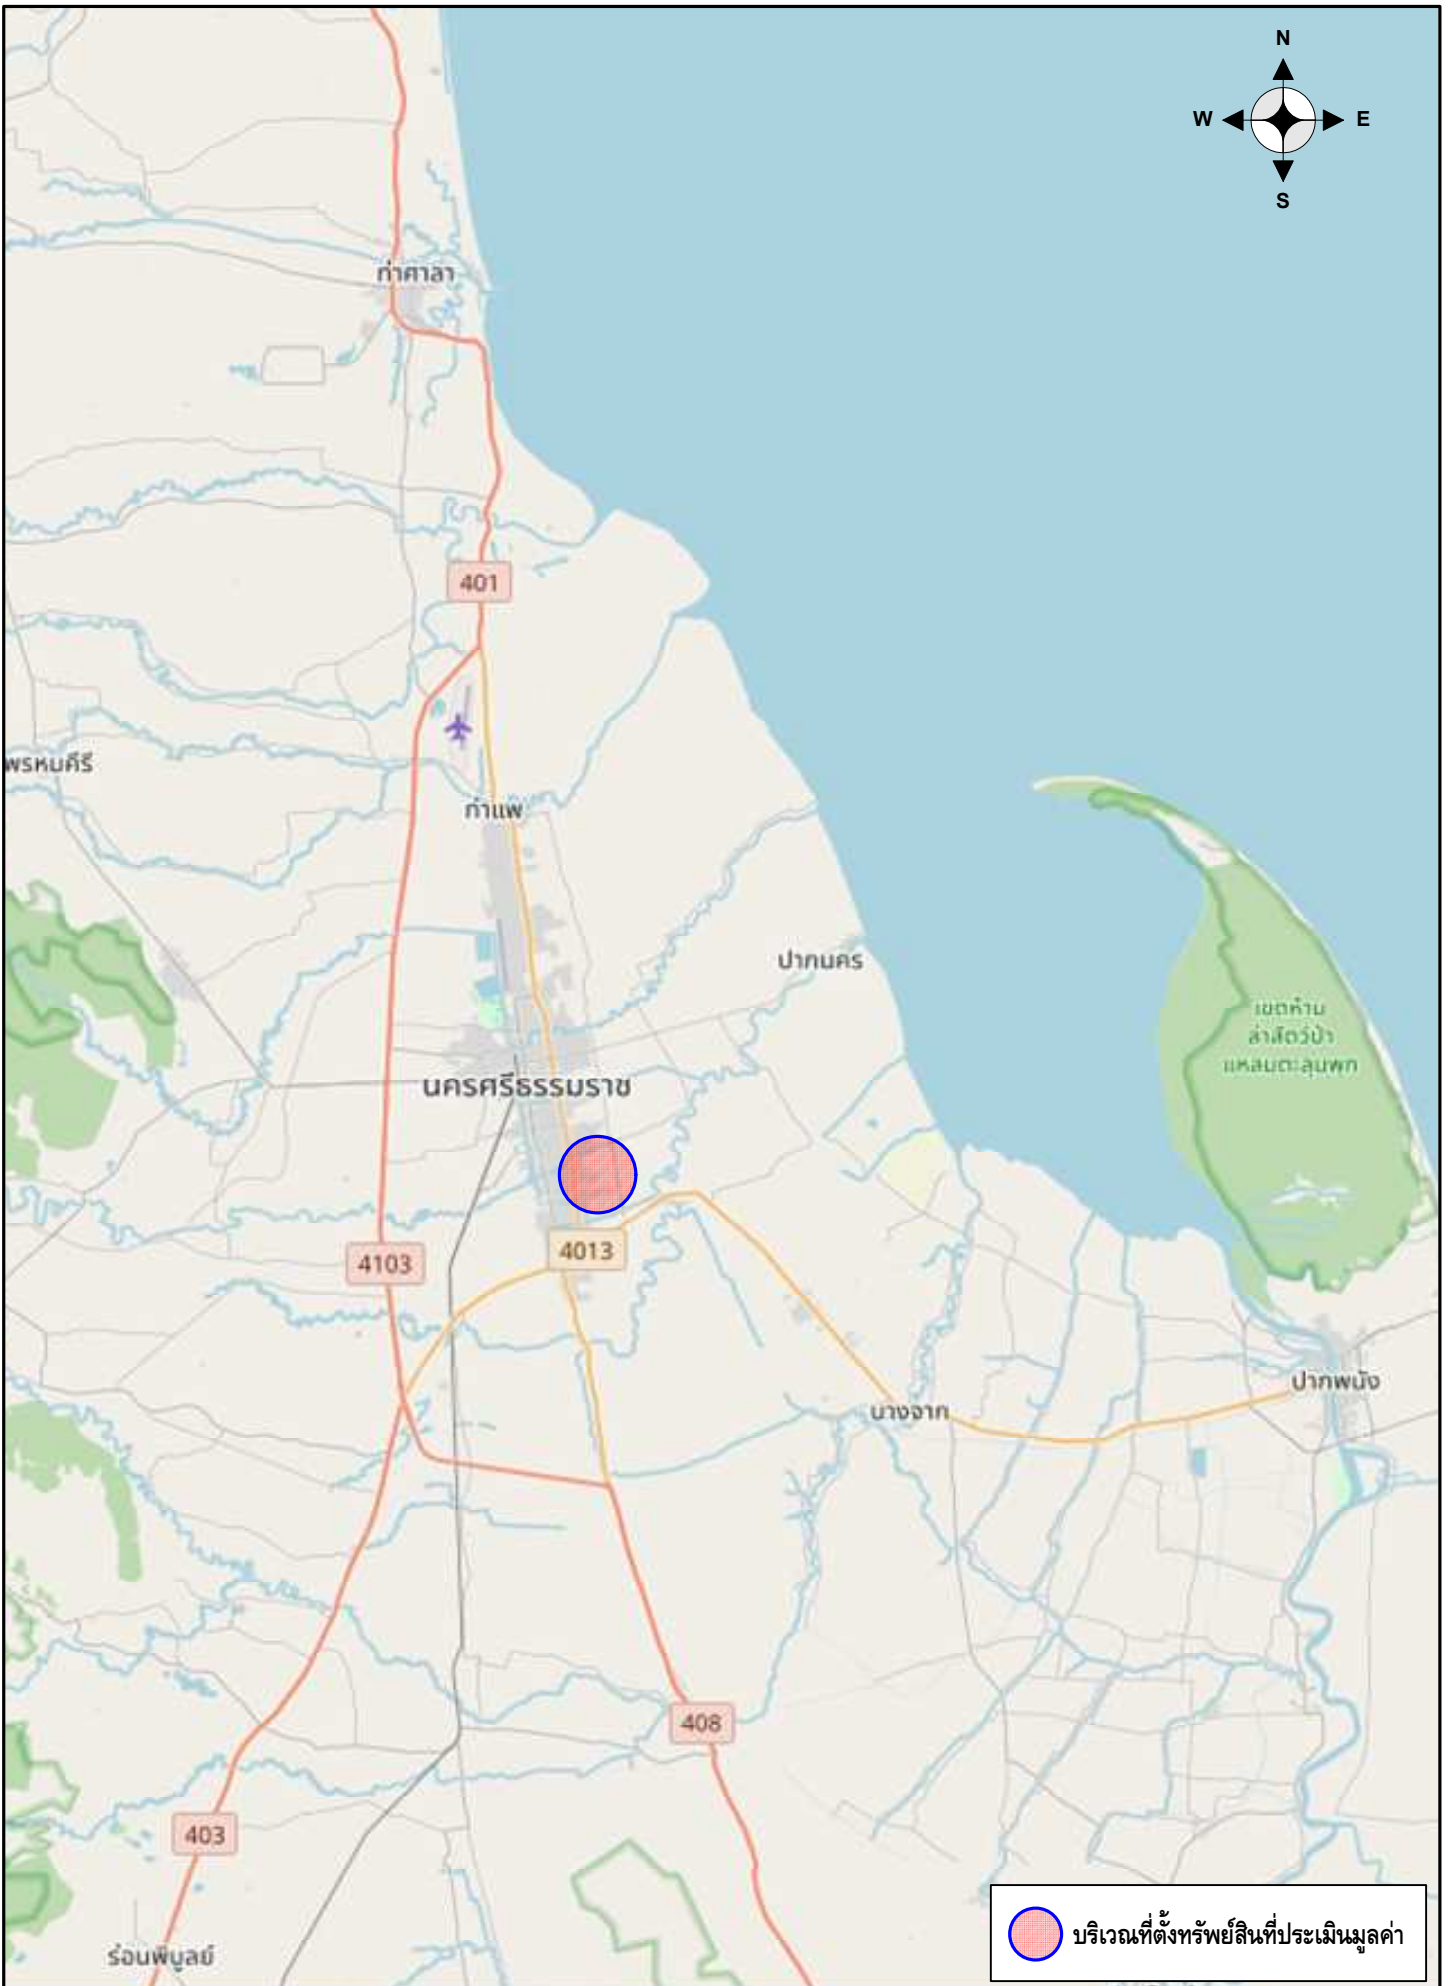 N
W
E
S
ท่าศาลา
401
พรหมคีรี
ท่าแพ
ปากนคร
เขตห้าม
ล่าสัตว์ป่า
แหลมตะลุมพุก
นครศรีธรรมราช
4013
4103
ปากพนัง
บางจาก
408
403
ร่อนพิบูลย์
บริเวณที่ตั้งทรัพย์สินที่ประเมินมูลค่า